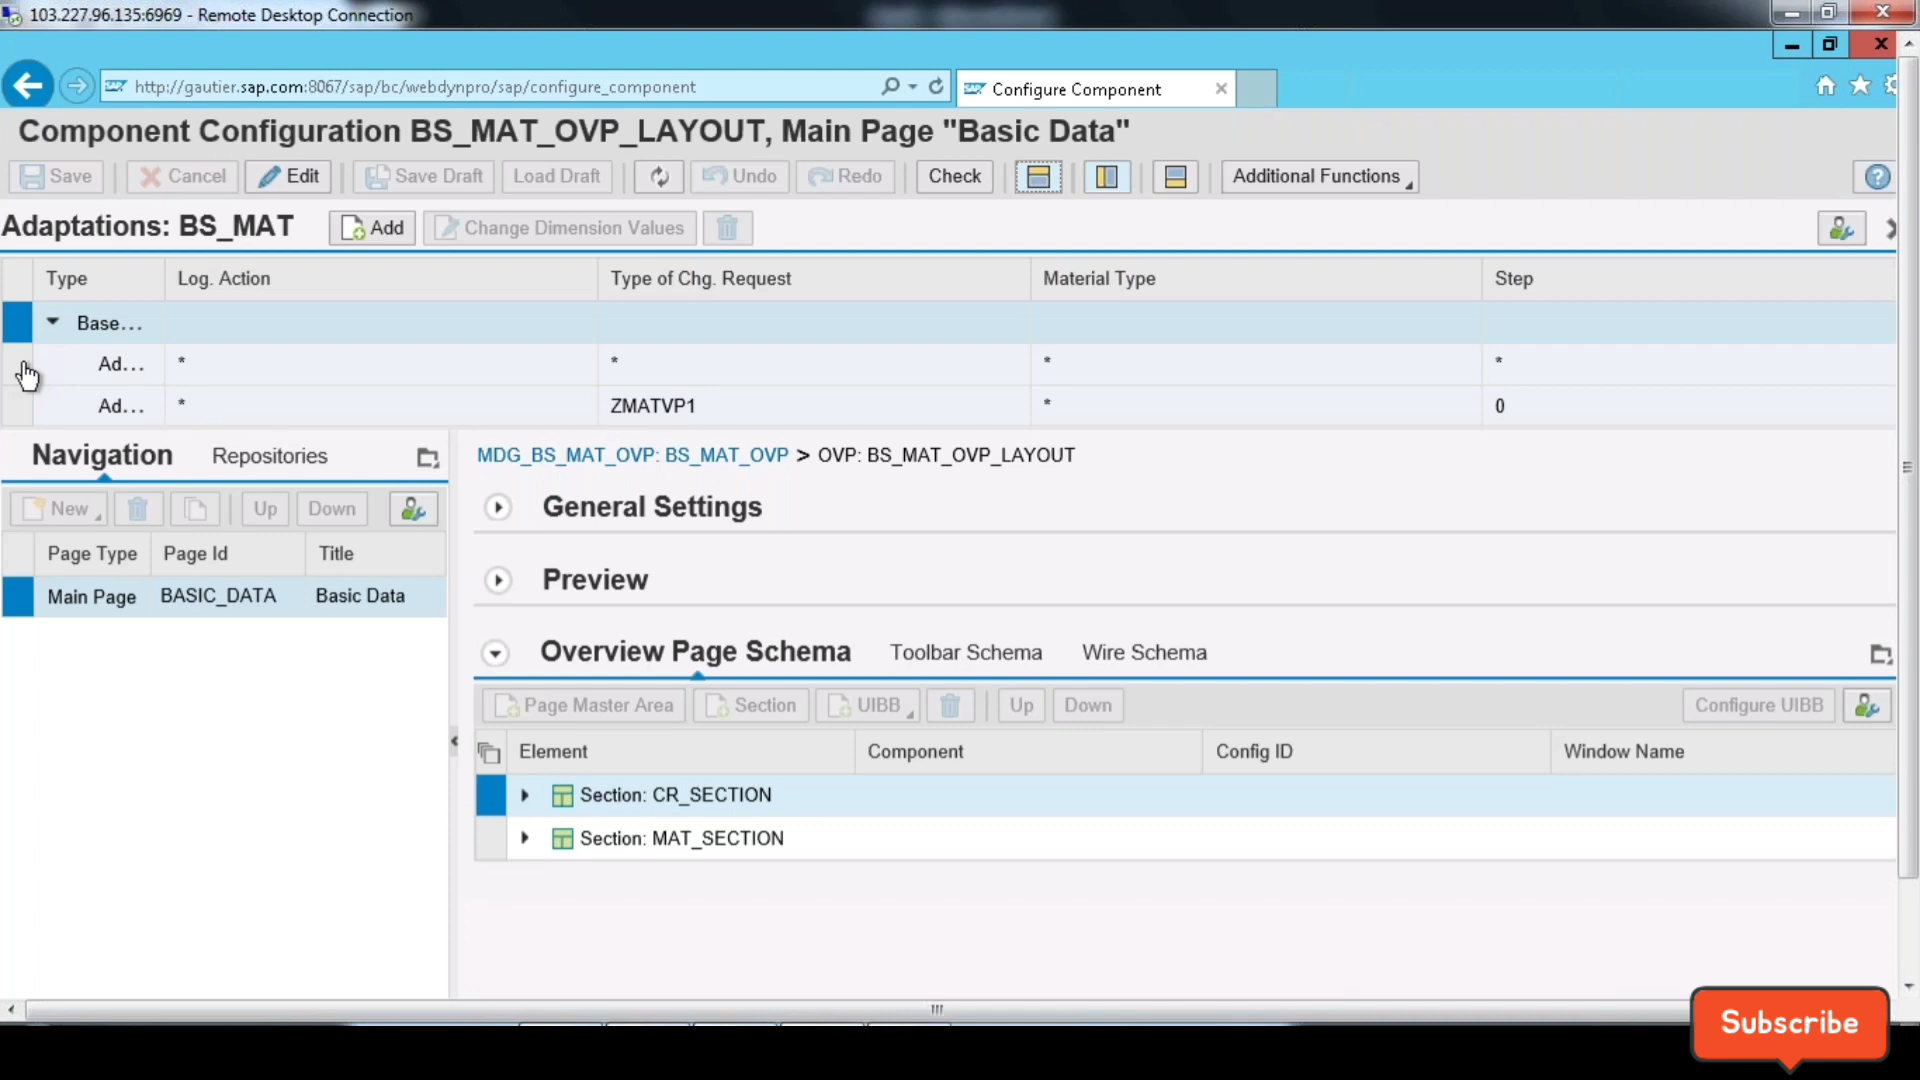 103.227.96.135:6969 - Remote Desktop Connection
http://gautier.sap.com:8067/sap/bc/webdynpro/sap/configure_component
Configure Component
Component Configuration BS_MAT_OVP_LAYOUT, Main Page "Basic Data"
Save Cancel Edit Save Draft Load Draft Undo Redo Check Additional Functions
Adaptations: BS_MAT Add Change Dimension Values
Type Log. Action Type of Chg. Request Material Type Step
Base...
Ad... * * * *
Ad... * ZMATVP1 * 0
Navigation Repositories
MDG_BS_MAT_OVP: BS_MAT_OVP > OVP: BS_MAT_OVP_LAYOUT
New Up Down
General Settings
Page Type Page Id Title
Main Page BASIC_DATA Basic Data
Preview
Overview Page Schema Toolbar Schema Wire Schema
Page Master Area Section UIBB Up Down Configure UIBB
Element Component Config ID Window Name
Section: CR_SECTION
Section: MAT_SECTION
Subscribe